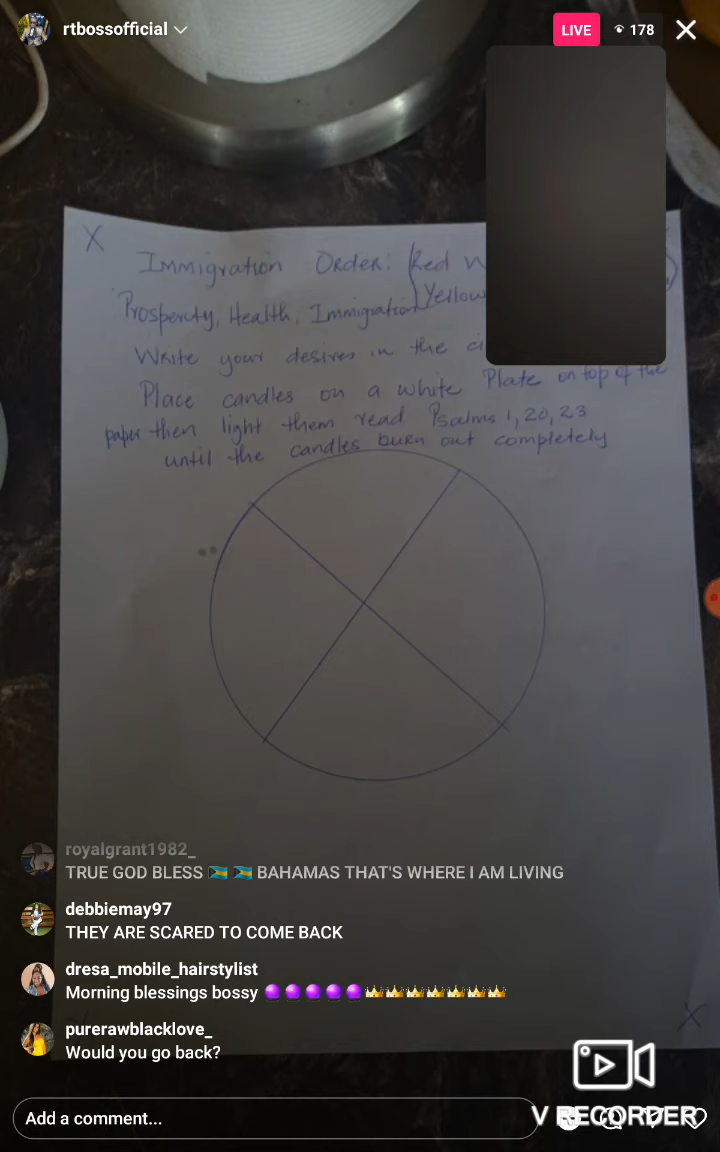 rtbossofficial
LIVE
178
X X
Immigration Order: (Red
Prosperity, Health, Immigration Yellow
Write your desires in the
Place candles on a white Plate on top of the
paper then light them read Psalms 1, 20, 23
until the candles burn out completely
royalgrant1982_
TRUE GOD BLESS 🇧🇸 🇧🇸 BAHAMAS THAT'S WHERE I AM LIVING
debbiemay97
THEY ARE SCARED TO COME BACK
dresa_mobile_hairstylist
Morning blessings bossy 🟣🟣🟣🟣🟣👑👑👑👑👑👑👑
purerawblacklove_
Would you go back?
X
Add a comment...
V RECORDER